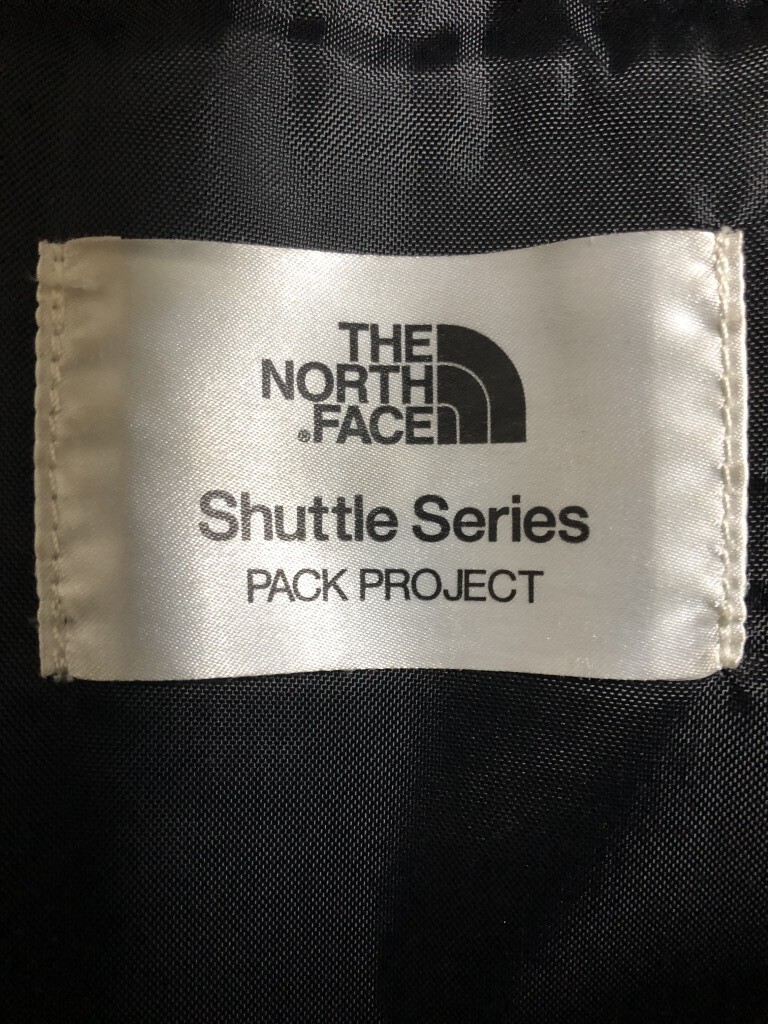 THE
NORTH
®FACE
Shuttle Series
PACK PROJECT